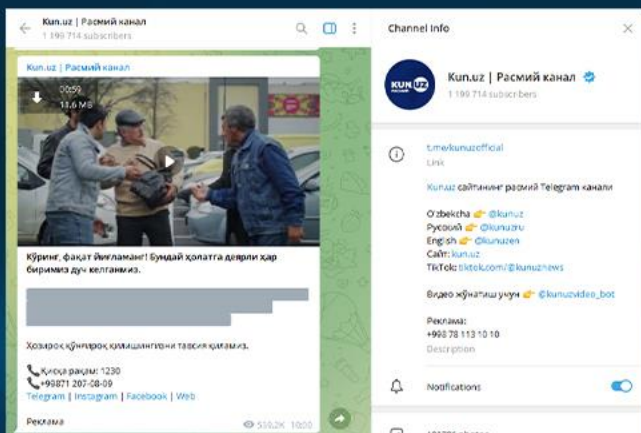 Kun.uz | Расмий канал
1 199 714 subscribers
Channel Info
Kun.uz | Расмий канал
00:59
11.6 MB
Кўринг, фақат йиғламанг! Бундай ҳолатга деярли ҳар
биримиз дуч келганмиз.
Ҳозироқ қўнғироқ қилишингизни тавсия қиламиз.
Қисқа рақам: 1230
+99871 207-08-09
Telegram | Instagram | Facebook | Web
Реклама
10:00
KUN UZ
Kun.uz | Расмий канал
1 199 714 subscribers
t.me/kunuzofficial
Link
Kun.uz сайтининг расмий Telegram канали
O'zbekcha 👉 @kunuz
Русский 👉 @kunuzru
English 👉 @kunuzen
Сайт: kun.uz
TikTok: tiktok.com/@kunuznews
Видео жўнатиш учун 👉 @kunuzvideo_bot
Реклама:
+998 78 113 10 10
Description
Notifications